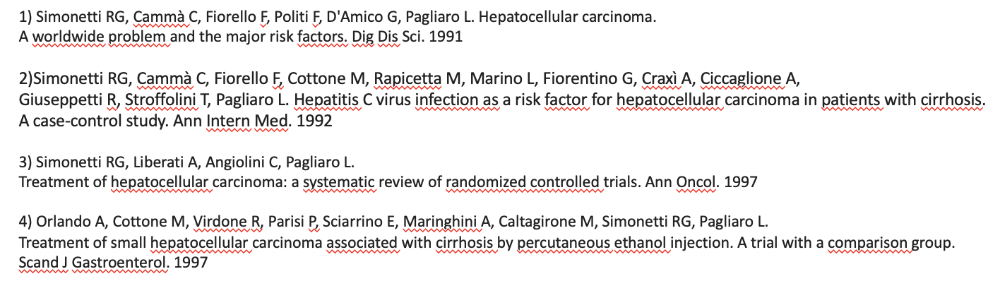 1) Simonetti RG, Cammà C, Fiorello F, Politi F, D'Amico G, Pagliaro L. Hepatocellular carcinoma.
A worldwide problem and the major risk factors. Dig Dis Sci. 1991
2)Simonetti RG, Cammà C, Fiorello F, Cottone M, Rapicetta M, Marino L, Fiorentino G, Craxì A, Ciccaglione A,
Giuseppetti R, Stroffolini T, Pagliaro L. Hepatitis C virus infection as a risk factor for hepatocellular carcinoma in patients with cirrhosis.
A case-control study. Ann Intern Med. 1992
3) Simonetti RG, Liberati A, Angiolini C, Pagliaro L.
Treatment of hepatocellular carcinoma: a systematic review of randomized controlled trials. Ann Oncol. 1997
4) Orlando A, Cottone M, Virdone R, Parisi P, Sciarrino E, Maringhini A, Caltagirone M, Simonetti RG, Pagliaro L.
Treatment of small hepatocellular carcinoma associated with cirrhosis by percutaneous ethanol injection. A trial with a comparison group.
Scand J Gastroenterol. 1997